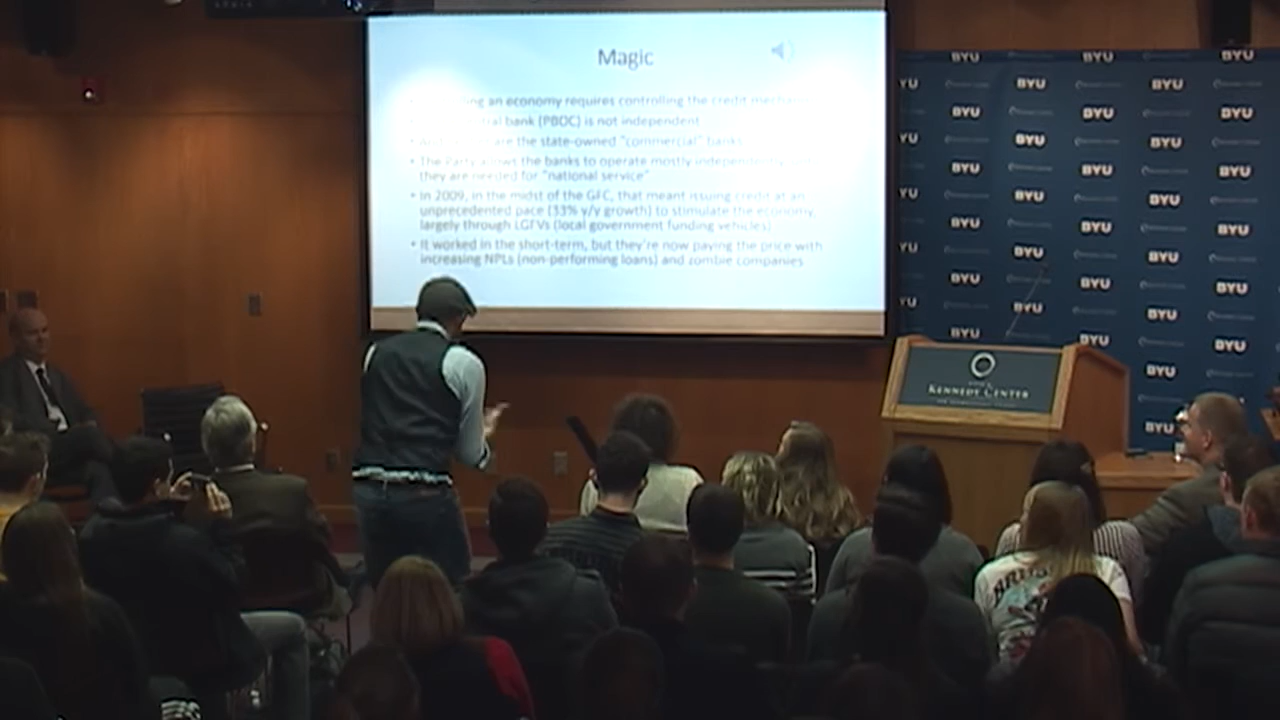 Magic
ing an economy requires controlling the credit
bank (PBOC) is not independent
are the state-owned "commercial" banks
• The Party allows the banks to operate mostly
they are needed for "national service"
• In 2009, in the midst of the GFC, that meant issuing credit at an
unprecedented pace (33% y/y growth) to stimulate the economy,
largely through LGFVs (local government funding vehicles)
• It worked in the short-term, but they're now paying the price with
increasing NPLs (non-performing loans) and zombie companies
BYU
KENNEDY CENTER